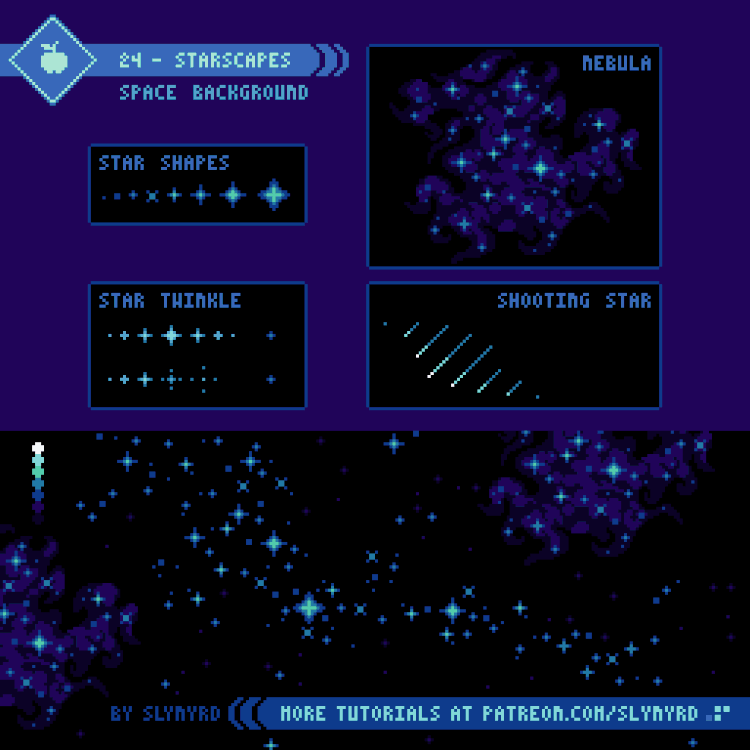 24 - STARSCAPES
SPACE BACKGROUND
NEBULA
STAR SHAPES
STAR TWINKLE
SHOOTING STAR
BY SLYNYRD
MORE TUTORIALS AT PATREON.COM/SLYNYRD